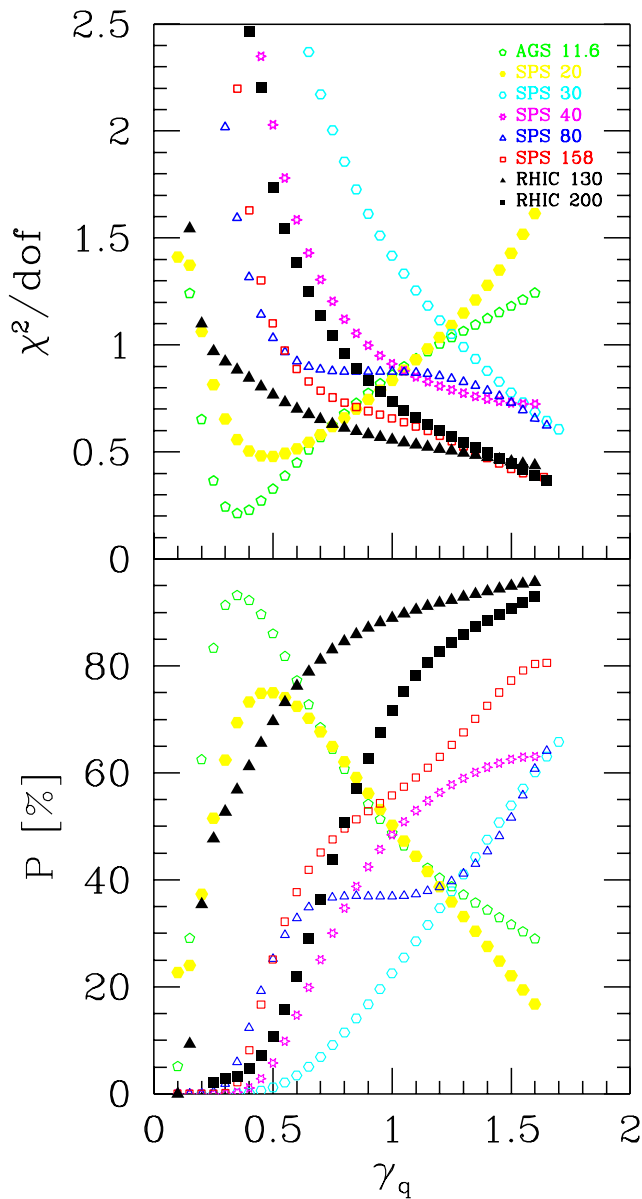 2.5
AGS 11.6
SPS 20
SPS 30
2
SPS 40
SPS 80
SPS 158
RHIC 130
RHIC 200
1.5
χ²/dof
1
0.5
0
80
60
P [%]
40
20
0
0 0.5 1 1.5 2
γq